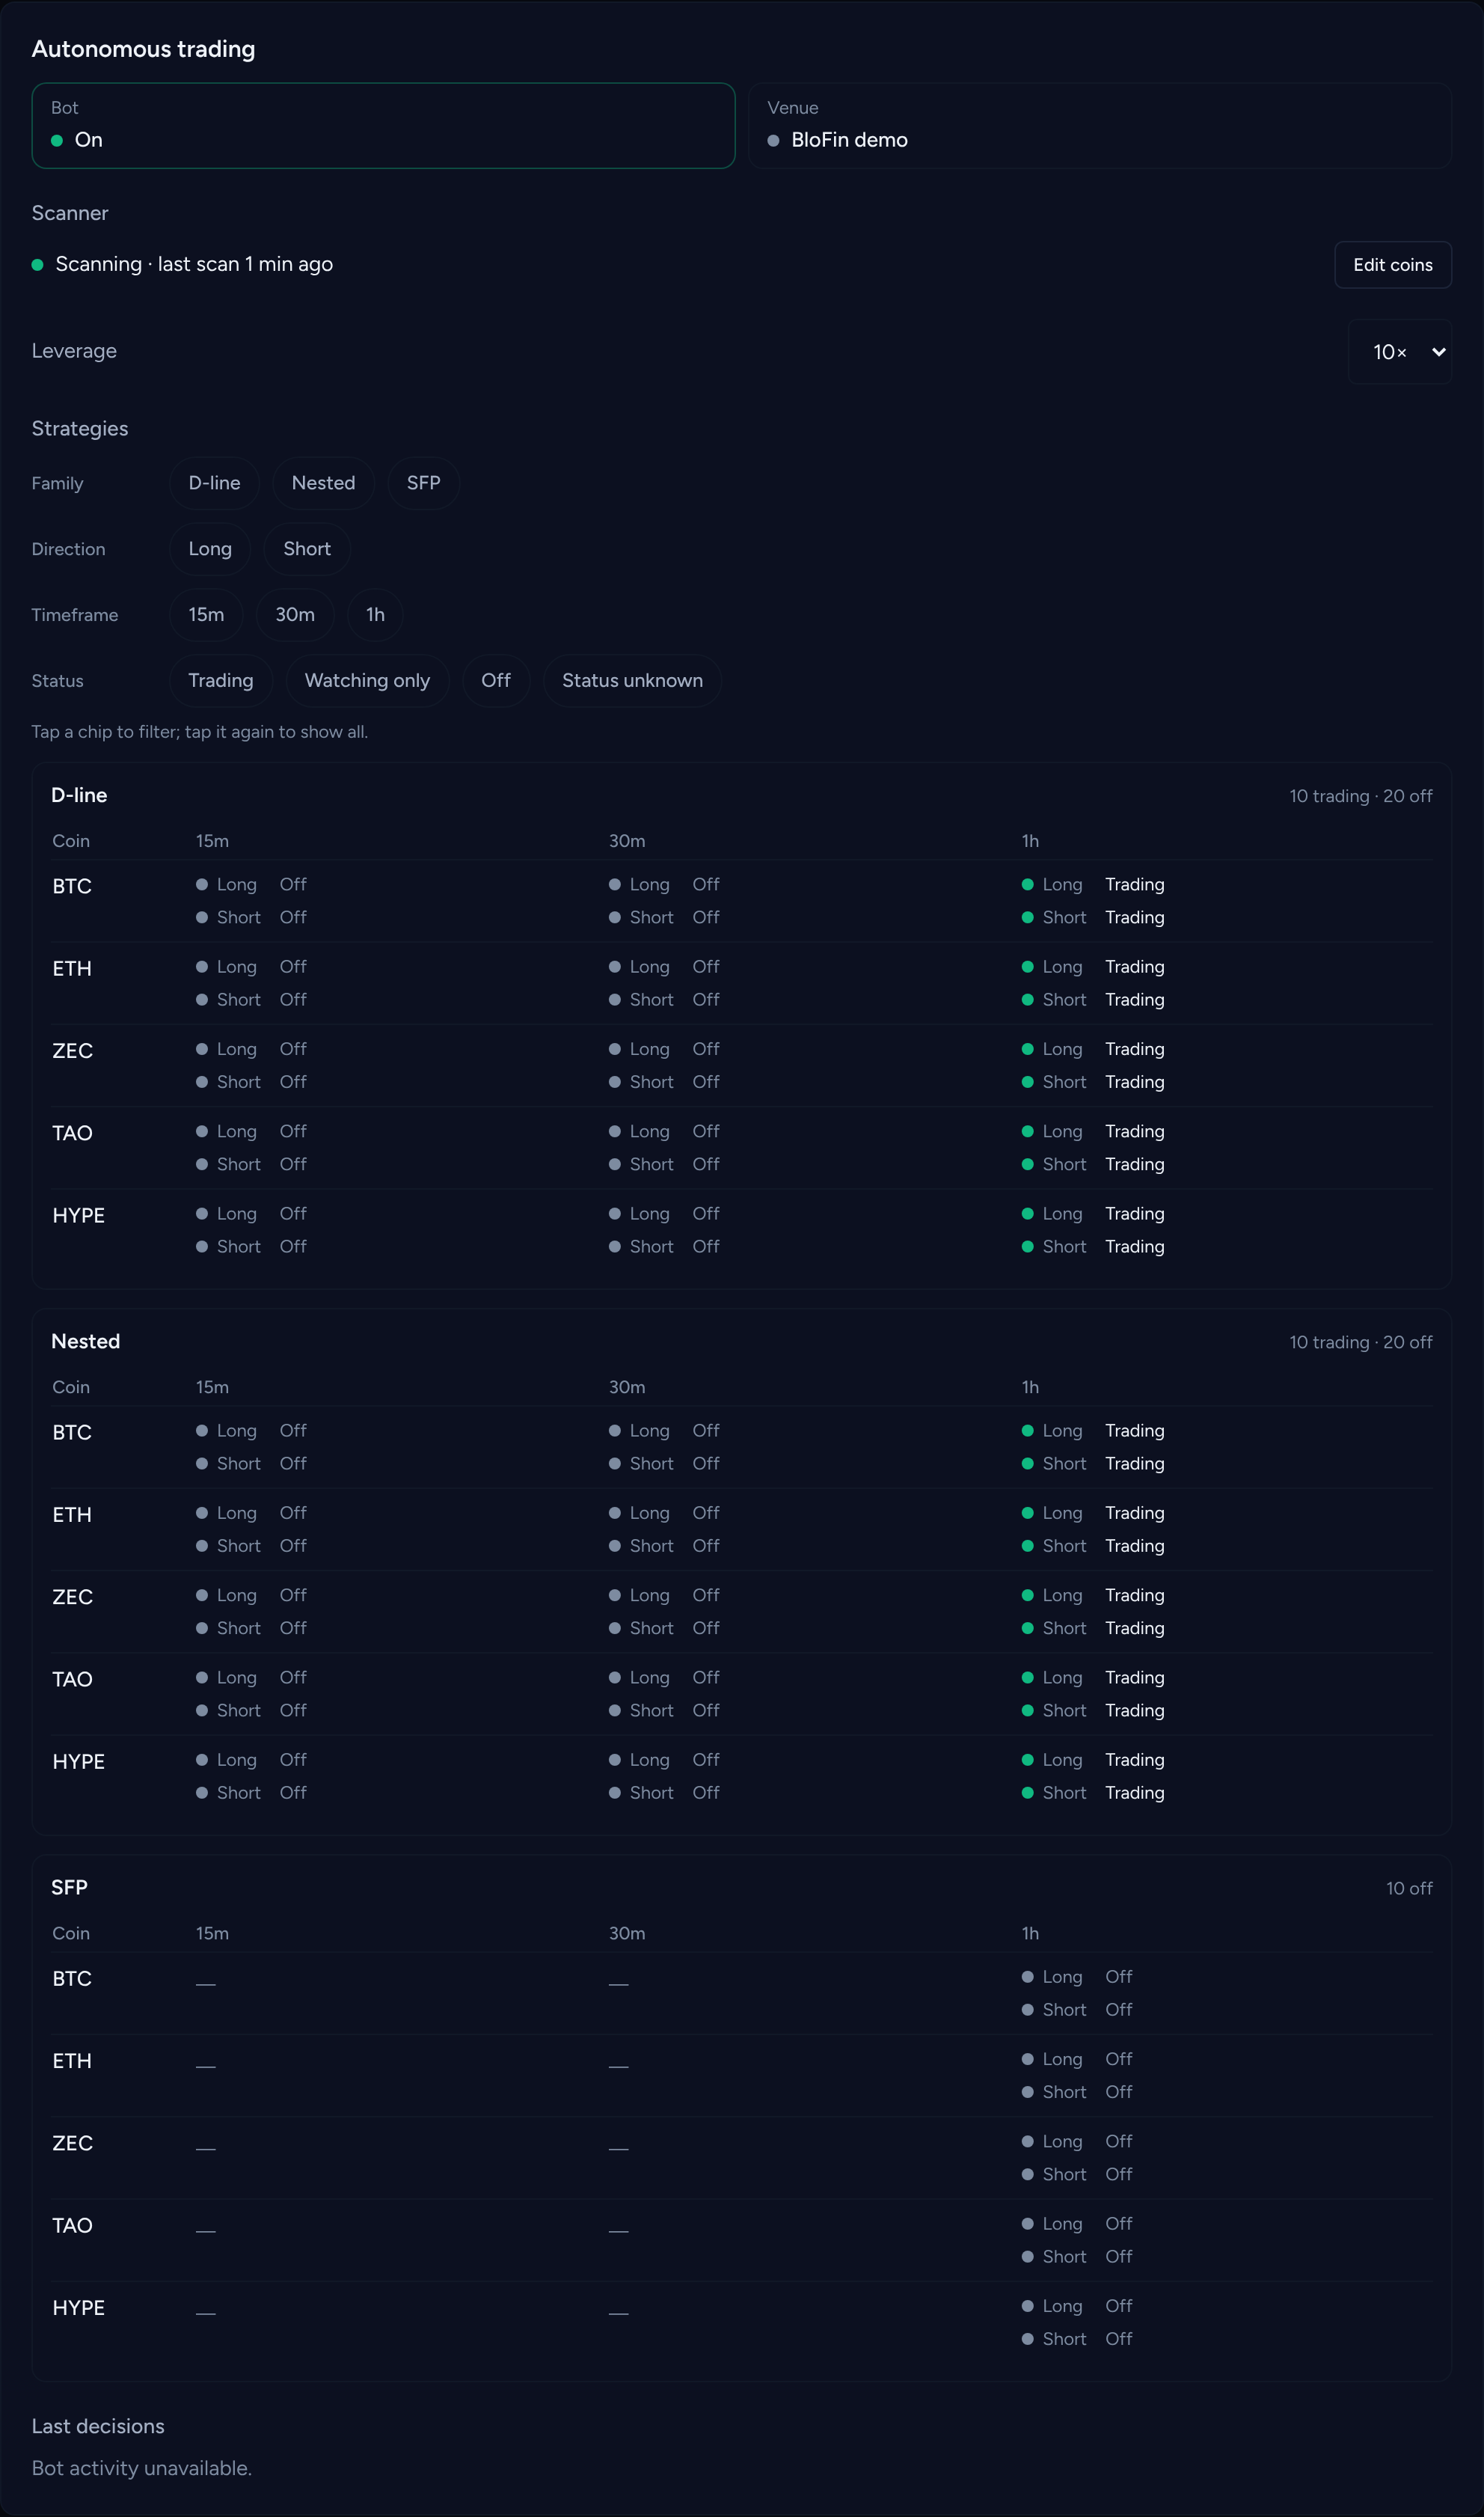 Autonomous trading
Bot
On
Venue
BloFin demo
Scanner
Scanning · last scan 1 min ago
Edit coins
Leverage
10×
Strategies
Family D-line Nested SFP
Direction Long Short
Timeframe 15m 30m 1h
Status Trading Watching only Off Status unknown
Tap a chip to filter; tap it again to show all.
D-line 10 trading · 20 off
Coin 15m 30m 1h
BTC Long Off Long Off Long Trading
Short Off Short Off Short Trading
ETH Long Off Long Off Long Trading
Short Off Short Off Short Trading
ZEC Long Off Long Off Long Trading
Short Off Short Off Short Trading
TAO Long Off Long Off Long Trading
Short Off Short Off Short Trading
HYPE Long Off Long Off Long Trading
Short Off Short Off Short Trading
Nested 10 trading · 20 off
Coin 15m 30m 1h
BTC Long Off Long Off Long Trading
Short Off Short Off Short Trading
ETH Long Off Long Off Long Trading
Short Off Short Off Short Trading
ZEC Long Off Long Off Long Trading
Short Off Short Off Short Trading
TAO Long Off Long Off Long Trading
Short Off Short Off Short Trading
HYPE Long Off Long Off Long Trading
Short Off Short Off Short Trading
SFP 10 off
Coin 15m 30m 1h
BTC — — Long Off
Short Off
ETH — — Long Off
Short Off
ZEC — — Long Off
Short Off
TAO — — Long Off
Short Off
HYPE — — Long Off
Short Off
Last decisions
Bot activity unavailable.